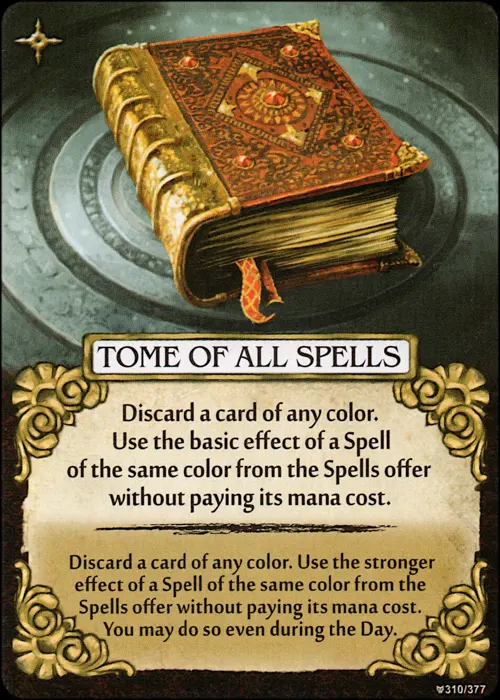 TOME OF ALL SPELLS
Discard a card of any color.
Use the basic effect of a Spell
of the same color from the Spells offer
without paying its mana cost.
Discard a card of any color. Use the stronger
effect of a Spell of the same color from the
Spells offer without paying its mana cost.
You may do so even during the Day.
310/377